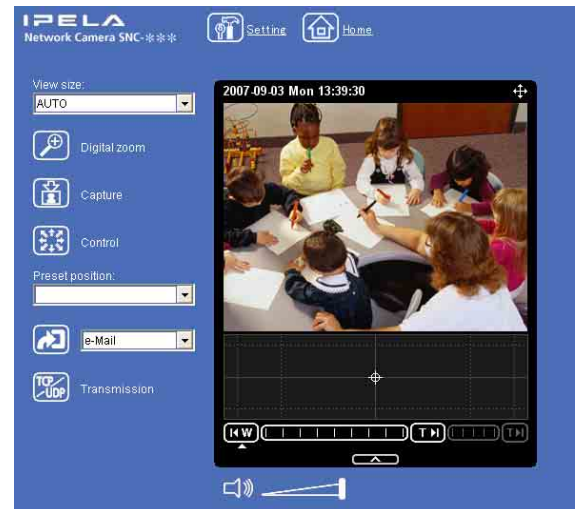 IPELA
Network Camera SNC-***
Setting
Home
View size:
AUTO
2007-09-03 Mon 13:39:30
Digital zoom
Capture
Control
Preset position:
e-Mail
TCP/UDP
Transmission
W
T
T